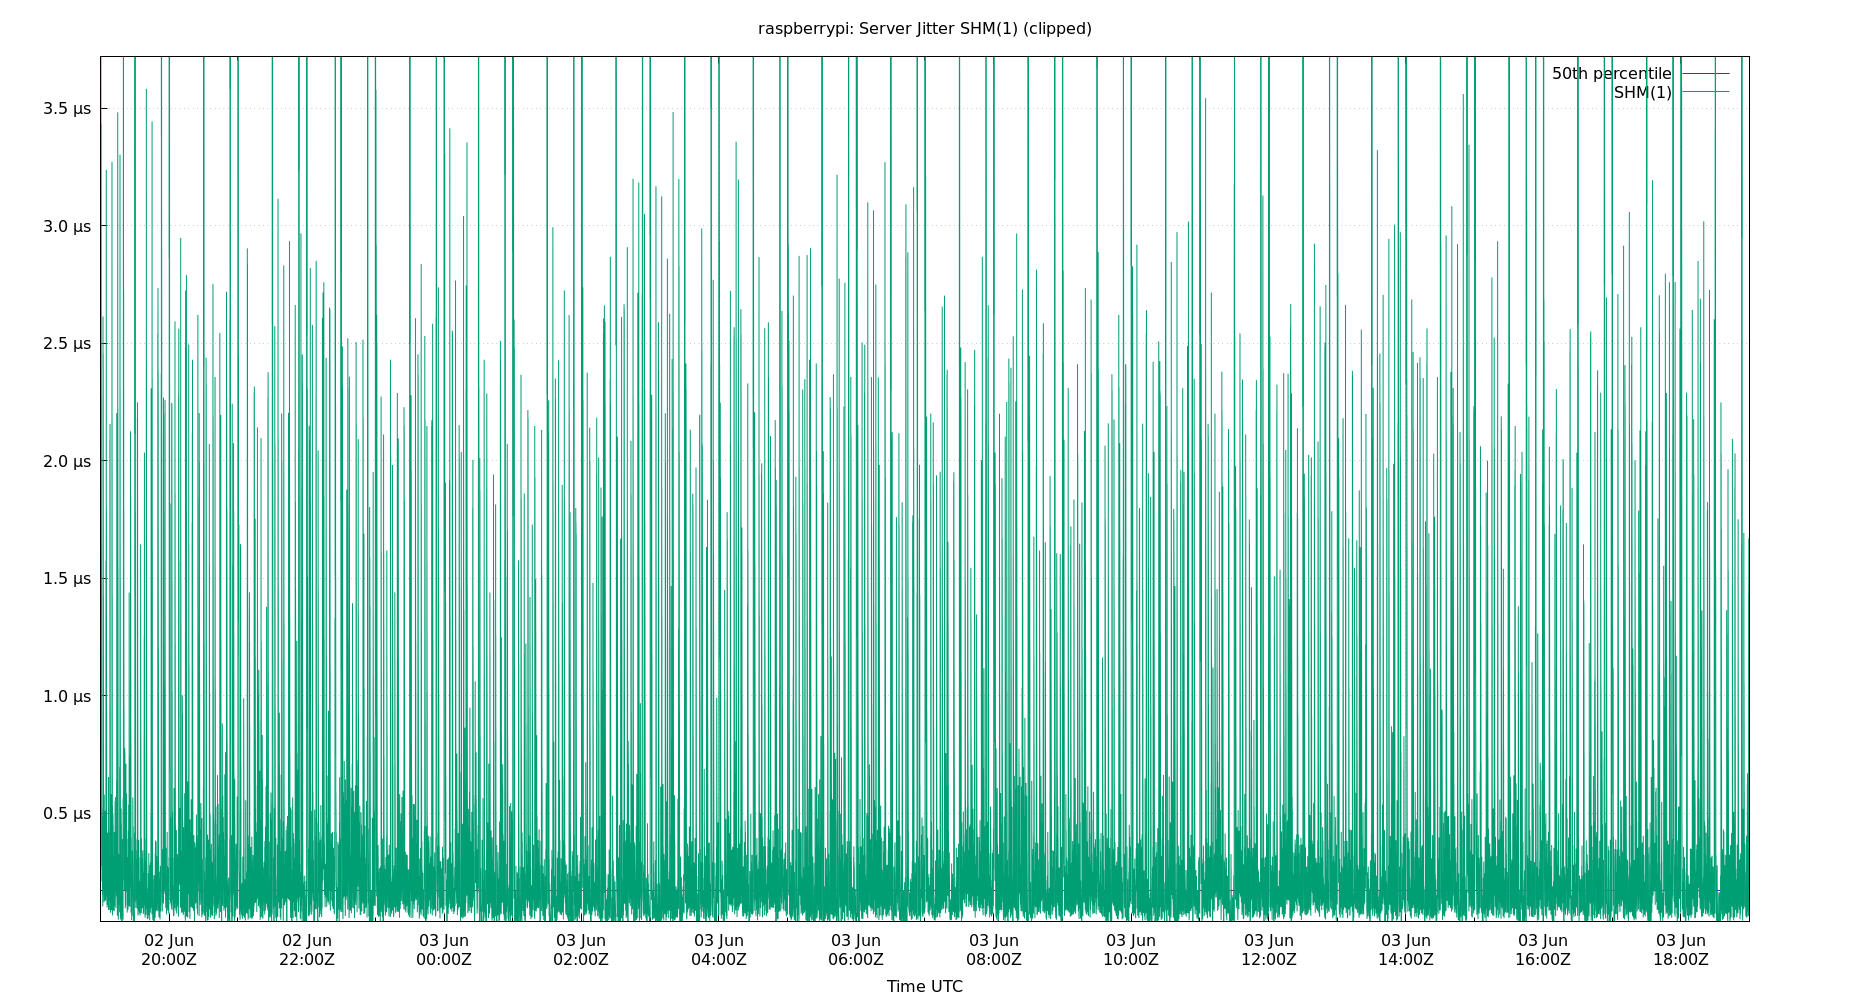 raspberrypi: Server Jitter SHM(1) (clipped)
50th percentile
SHM(1)
3.5 µs
3.0 µs
2.5 µs
2.0 µs
1.5 µs
1.0 µs
0.5 µs
02 Jun 02 Jun 03 Jun 03 Jun 03 Jun 03 Jun 03 Jun 03 Jun 03 Jun 03 Jun 03 Jun 03 Jun
20:00Z 22:00Z 00:00Z 02:00Z 04:00Z 06:00Z 08:00Z 10:00Z 12:00Z 14:00Z 16:00Z 18:00Z
Time UTC